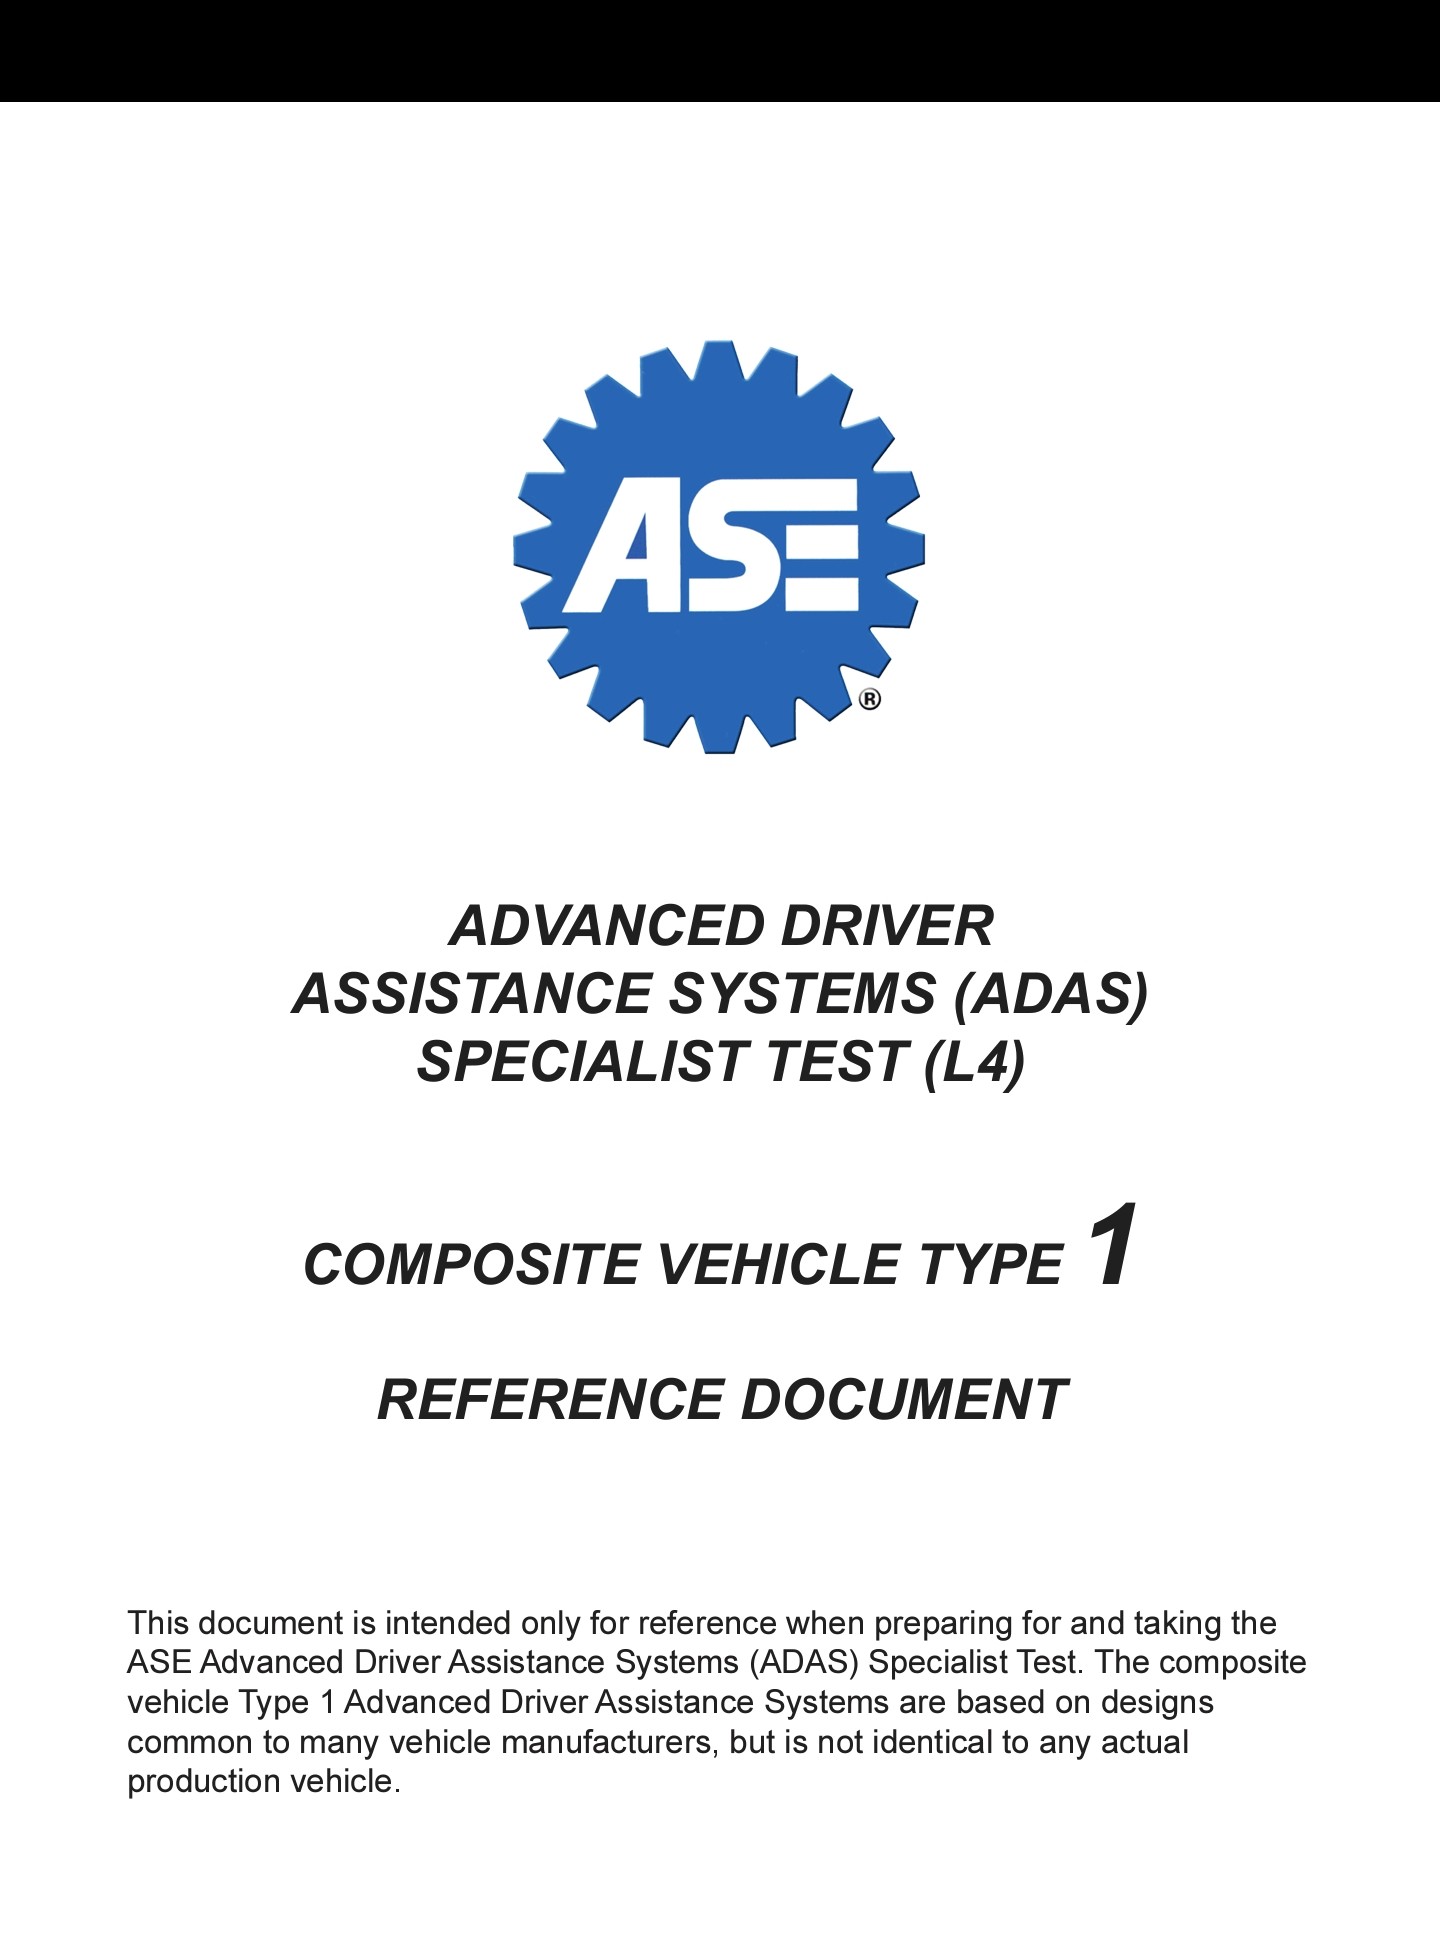 ASE
®
ADVANCED DRIVER
ASSISTANCE SYSTEMS (ADAS)
SPECIALIST TEST (L4)
COMPOSITE VEHICLE TYPE 1
REFERENCE DOCUMENT
This document is intended only for reference when preparing for and taking the
ASE Advanced Driver Assistance Systems (ADAS) Specialist Test. The composite
vehicle Type 1 Advanced Driver Assistance Systems are based on designs
common to many vehicle manufacturers, but is not identical to any actual
production vehicle.